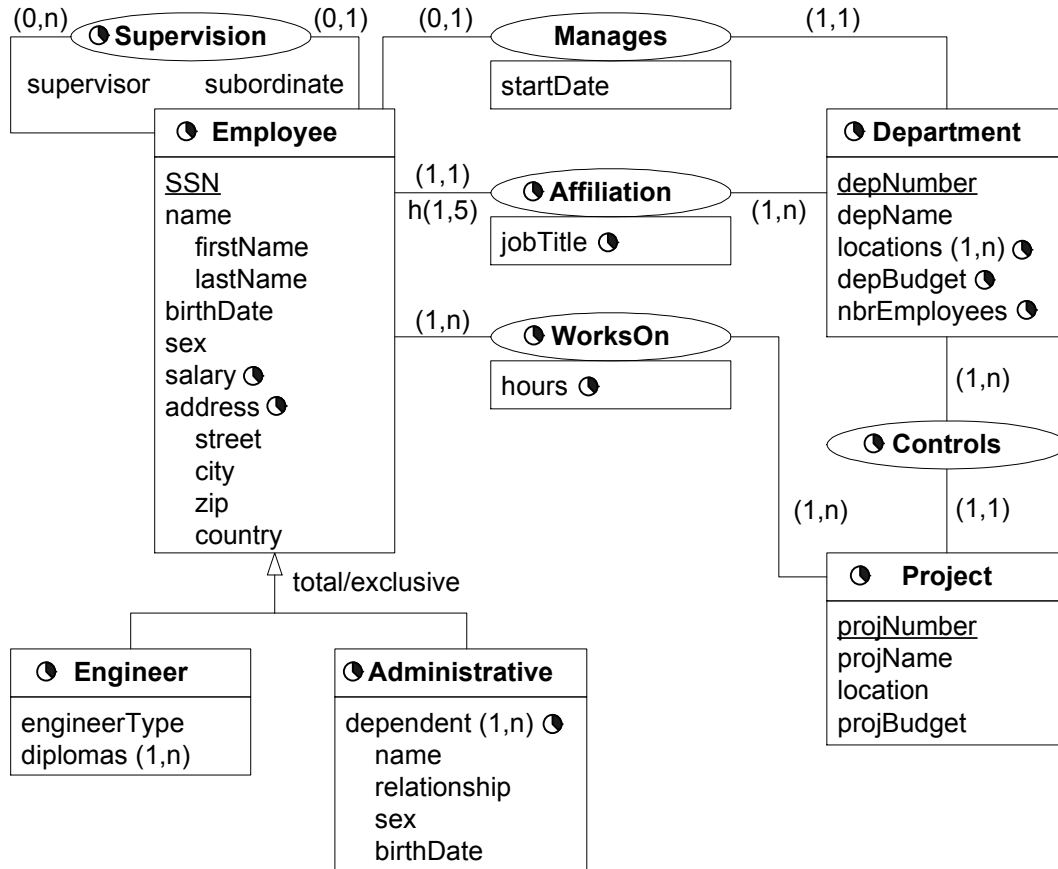 (0,n)
Supervision
(0,1)
supervisor
subordinate
(0,1)
Manages
(1,1)
startDate
Employee
SSN
name
firstName
lastName
birthDate
sex
salary
address
street
city
zip
country
(1,1)
h(1,5)
Affiliation
(1,n)
jobTitle
(1,n)
WorksOn
hours
(1,n)
Department
depNumber
depName
locations (1,n)
depBudget
nbrEmployees
(1,n)
Controls
(1,1)
Project
projNumber
projName
location
projBudget
total/exclusive
Engineer
engineerType
diplomas (1,n)
Administrative
dependent (1,n)
name
relationship
sex
birthDate